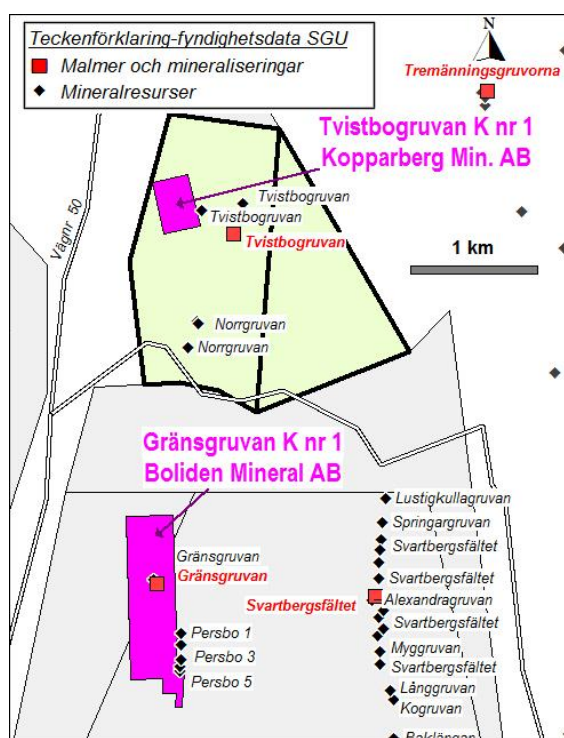 Teckenförklaring-fyndighetsdata SGU
Malmer och mineraliseringar
Mineralresurser
N
Tremänningsgruvorna
Tvistbogruvan K nr 1
Kopparberg Min. AB
Vägnr 50
Tvistbogruvan
Tvistbogruvan
Tvistbogruvan
1 km
Norrgruvan
Norrgruvan
Gränsgruvan K nr 1
Boliden Mineral AB
Lustigkullagruvan
Springargruvan
Svartbergsfältet
Gränsgruvan
Gränsgruvan
Svartbergsfältet
Svartbergsfältet
Alexandragruvan
Svartbergsfältet
Persbo 1
Myggruvan
Persbo 3
Svartbergsfältet
Persbo 5
Långgruvan
Kogruvan